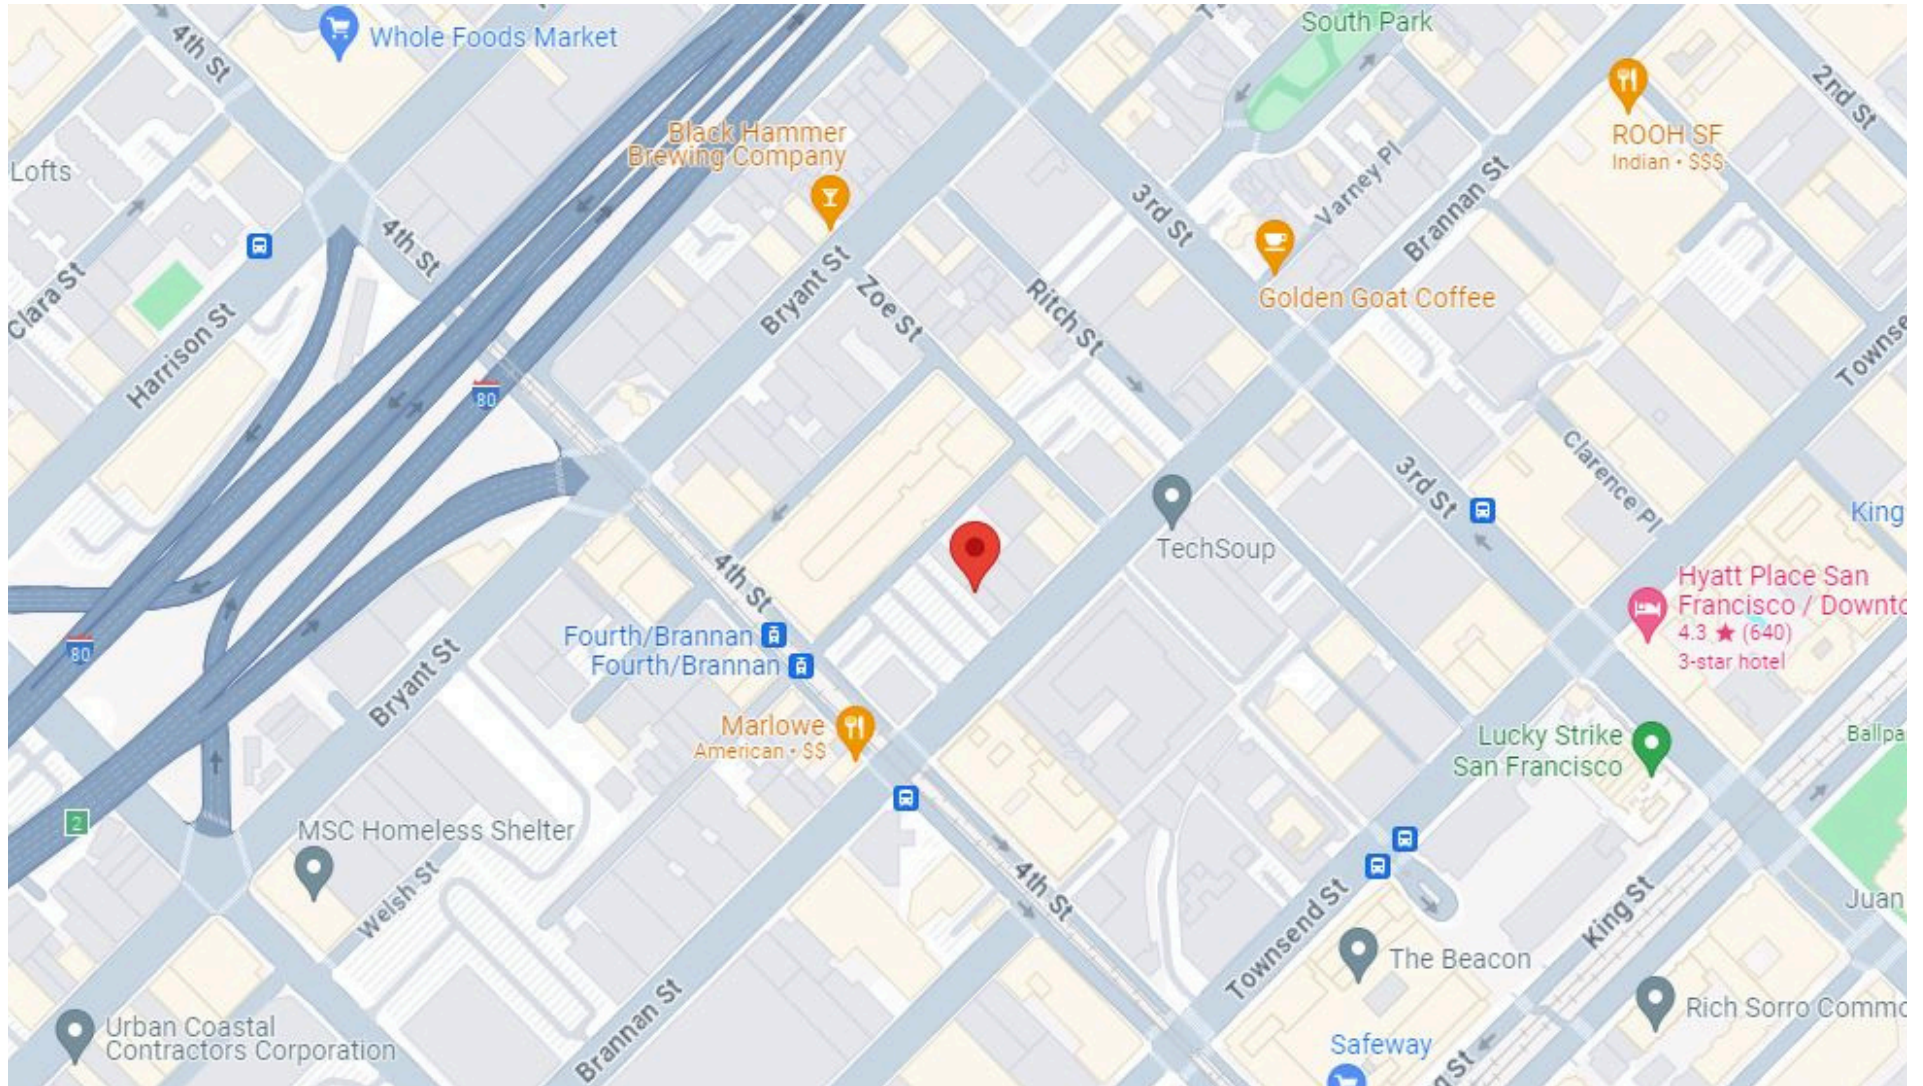 South Park
4th St
Whole Foods Market
2nd St
Black Hammer
Brewing Company
ROOH SF
Indian • $$$
Lofts
Varney Pl
3rd St
Brannan St
4th St
Clara St
Harrison St
Bryant St
Zoe St
Ritch St
Golden Goat Coffee
Townse
80
3rd St
Clarence Pl
King
TechSoup
4th St
Hyatt Place San
Francisco / Downto
4.3 ★ (640)
3-star hotel
Fourth/Brannan
Fourth/Brannan
80
Bryant St
Marlowe
American • $$
Lucky Strike
San Francisco
Ballpa
2
MSC Homeless Shelter
Welsh St
4th St
Townsend St
King St
Juan
The Beacon
Rich Sorro Commo
Urban Coastal
Contractors Corporation
Brannan St
Safeway
g St